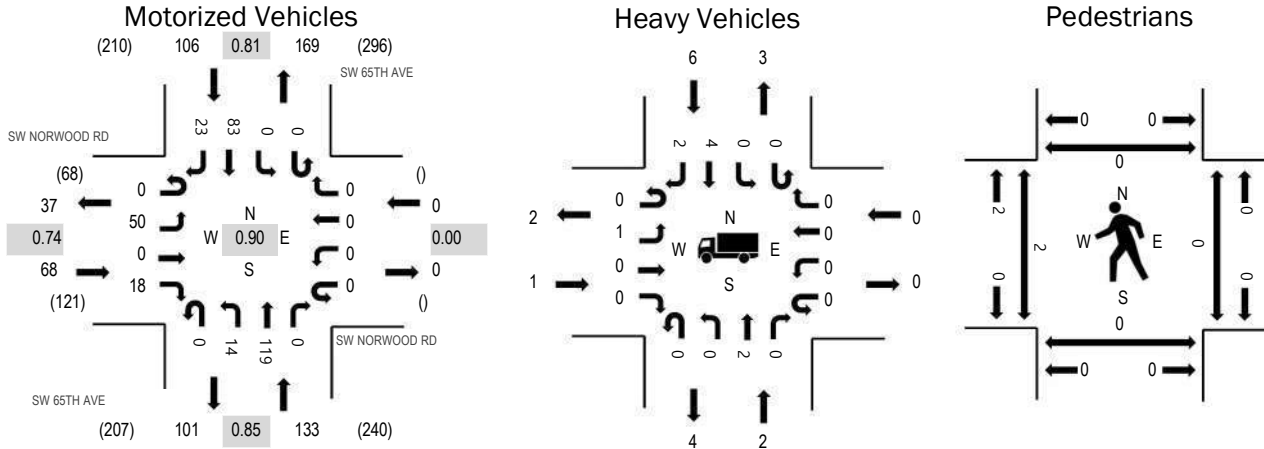 Motorized Vehicles
(210) 106 0.81 169 (296)
SW 65TH AVE
SW NORWOOD RD
23 83 0 0
(68)
37
0.74
68
(121)
0
50
0
18
N
W 0.90 E
S
0
0
0
0
()
0
0.00
0
()
0 14 119 0
SW NORWOOD RD
SW 65TH AVE
(207) 101 0.85 133 (240)
Heavy Vehicles
6 3
2 4 0 0
2
1
0
1
0
0
N
W E
S
0
0
0
0
0
0
0 0 2 0
4 2
Pedestrians
0 0
0
2
0
2
N
W E
S
0
0
0
0
0 0